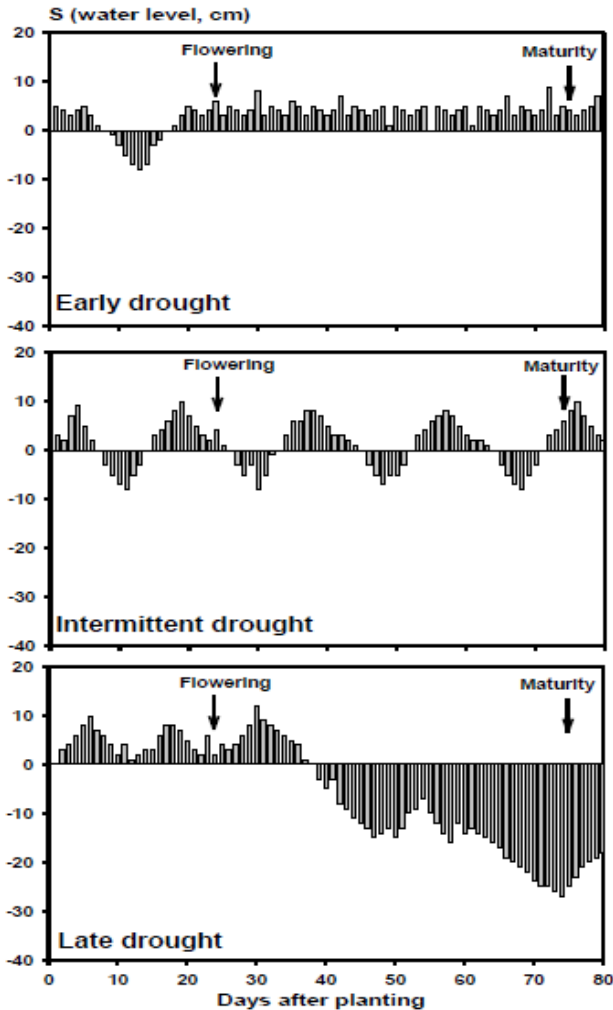 S (water level, cm)
20
Flowering
Maturity
10
0
-10
-20
-30
Early drought
-40
20
Flowering
Maturity
10
0
-10
-20
-30
Intermittent drought
-40
20
Flowering
Maturity
10
0
-10
-20
-30
Late drought
-40
0 10 20 30 40 50 60 70 80
Days after planting